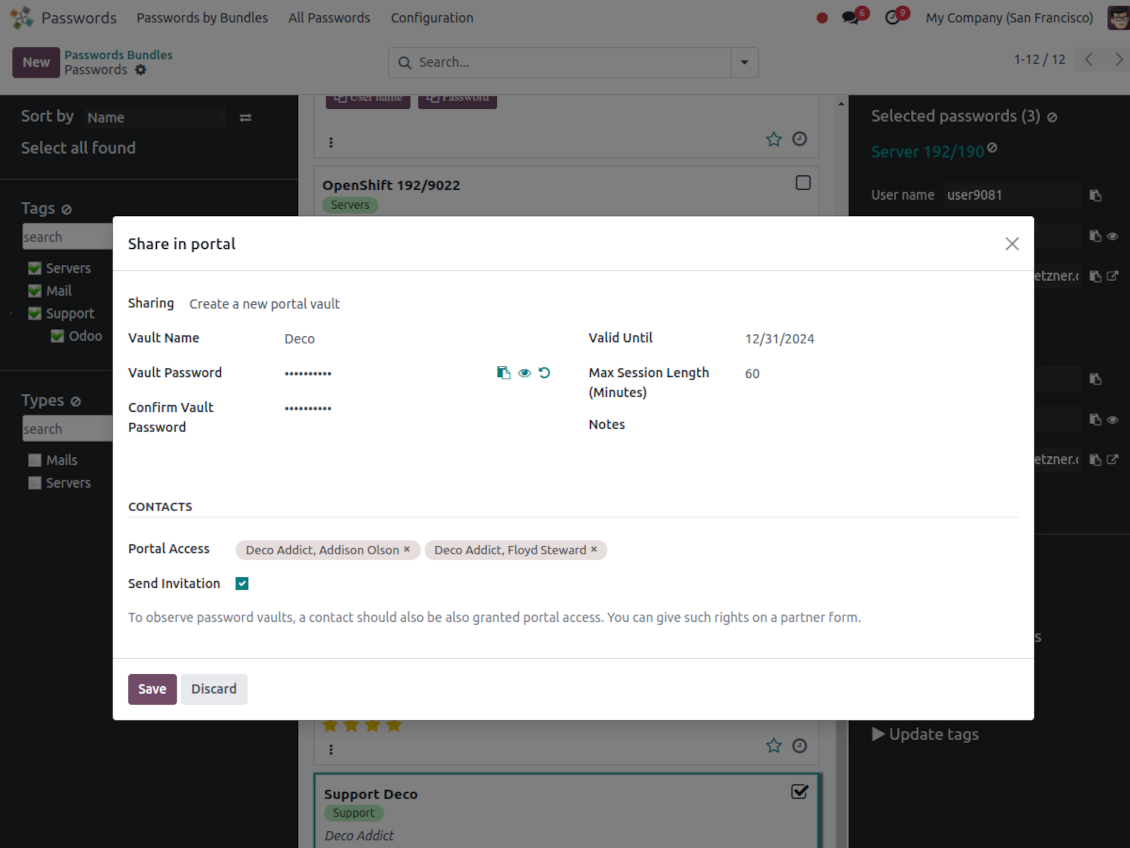 Passwords Passwords by Bundles All Passwords Configuration 6 9 My Company (San Francisco)
New Passwords Bundles
Passwords
Search...
1-12 / 12
Sort by Name
Select all found
Tags
search
Servers
Mail
Support
Odoo
Types
search
Mails
Servers
User name Password
OpenShift 192/9022
Servers
Selected passwords (3)
Server 192/190
User name user9081
etzner.c
etzner.c
s
Update tags
Share in portal
Sharing Create a new portal vault
Vault Name Deco
Valid Until 12/31/2024
Vault Password ••••••••••
Max Session Length
(Minutes) 60
Confirm Vault
Password ••••••••••
Notes
CONTACTS
Portal Access Deco Addict, Addison Olson × Deco Addict, Floyd Steward ×
Send Invitation
To observe password vaults, a contact should also be also granted portal access. You can give such rights on a partner form.
Save Discard
Support Deco
Support
Deco Addict